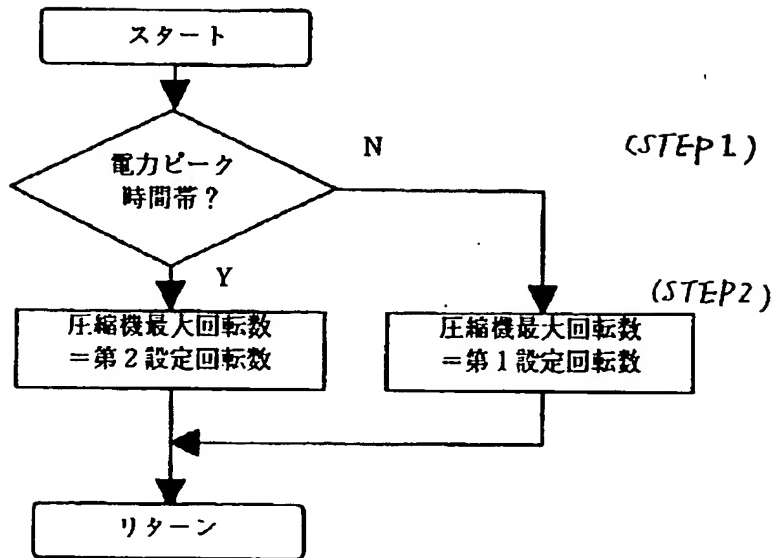 スタート
電力ピーク
時間帯？
N
(STEP1)
Y
(STEP2)
圧縮機最大回転数
＝第2設定回転数
圧縮機最大回転数
＝第1設定回転数
リターン